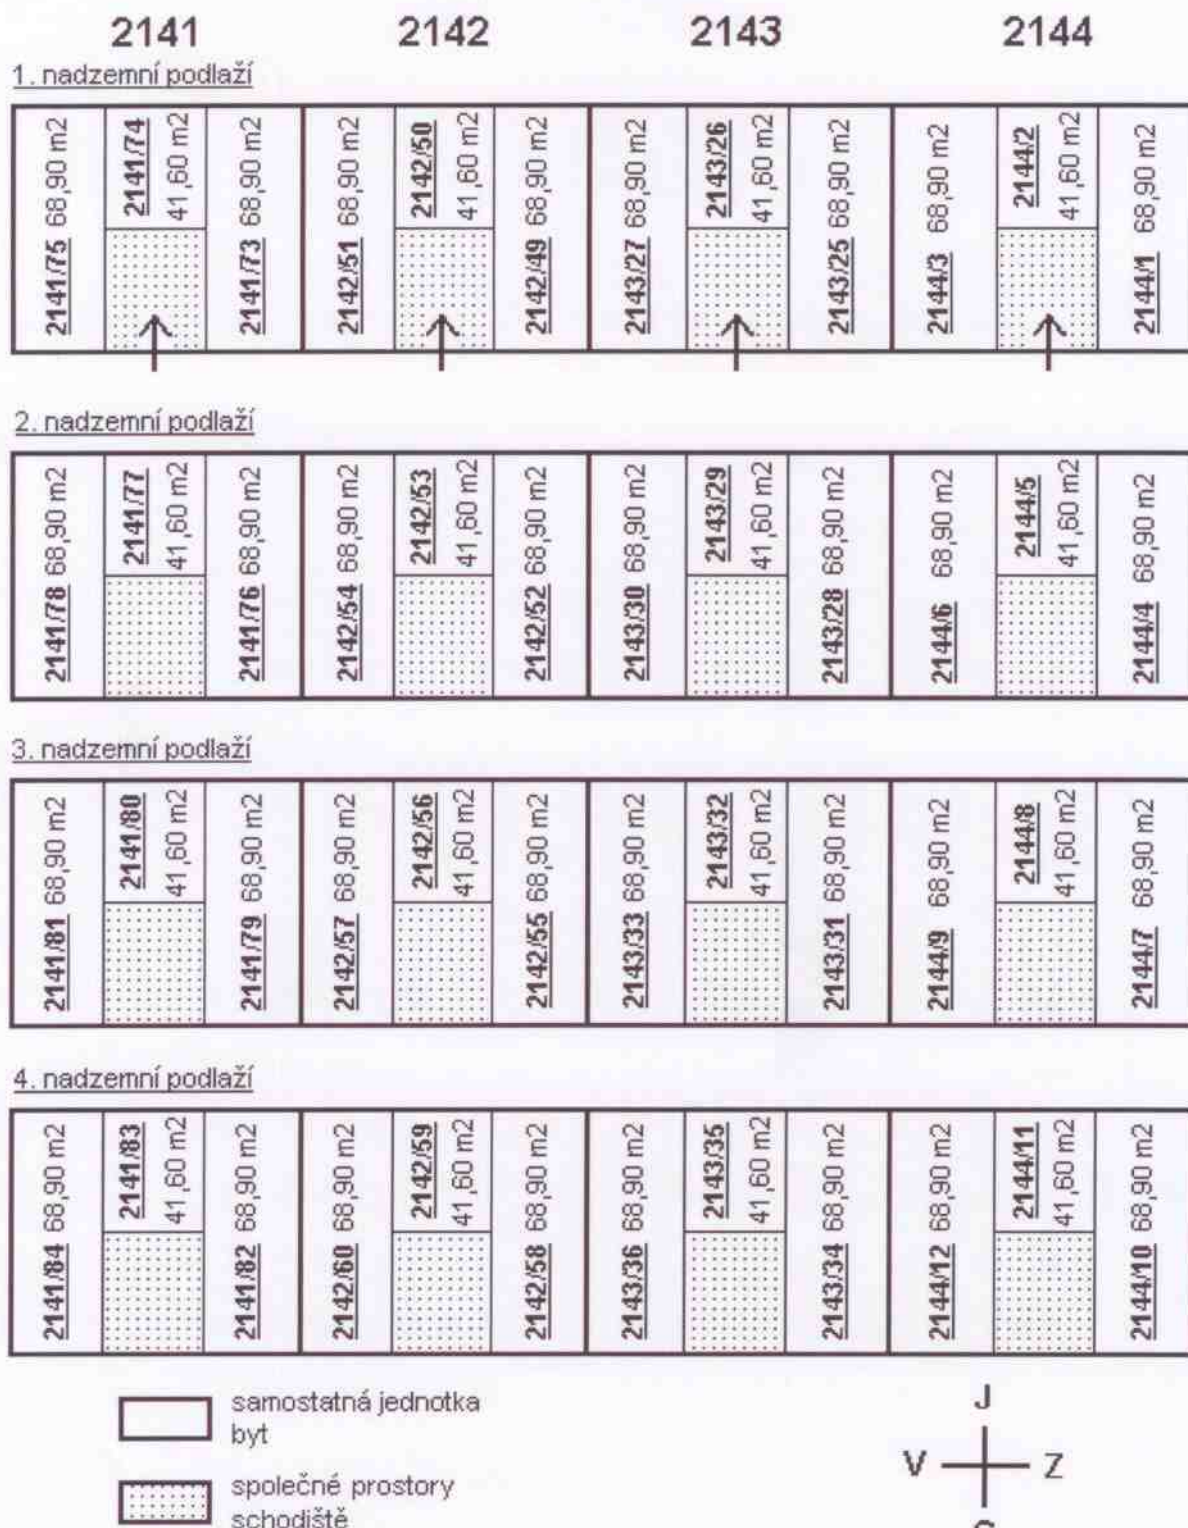 2141 2142 2143 2144
1. nadzemní podlaží
2141/75 68,90 m2
2141/74
41,60 m2
2141/73 68,90 m2
2142/51 68,90 m2
2142/50
41,60 m2
2142/49 68,90 m2
2143/27 68,90 m2
2143/26
41,60 m2
2143/25 68,90 m2
2144/3 68,90 m2
2144/2
41,60 m2
2144/1 68,90 m2
2. nadzemní podlaží
2141/78 68,90 m2
2141/77
41,60 m2
2141/76 68,90 m2
2142/54 68,90 m2
2142/53
41,60 m2
2142/52 68,90 m2
2143/30 68,90 m2
2143/29
41,60 m2
2143/28 68,90 m2
2144/6 68,90 m2
2144/5
41,60 m2
2144/4 68,90 m2
3. nadzemní podlaží
2141/81 68,90 m2
2141/80
41,60 m2
2141/79 68,90 m2
2142/57 68,90 m2
2142/56
41,60 m2
2142/55 68,90 m2
2143/33 68,90 m2
2143/32
41,60 m2
2143/31 68,90 m2
2144/9 68,90 m2
2144/8
41,60 m2
2144/7 68,90 m2
4. nadzemní podlaží
2141/84 68,90 m2
2141/83
41,60 m2
2141/82 68,90 m2
2142/60 68,90 m2
2142/59
41,60 m2
2142/58 68,90 m2
2143/36 68,90 m2
2143/35
41,60 m2
2143/34 68,90 m2
2144/12 68,90 m2
2144/11
41,60 m2
2144/10 68,90 m2
samostatná jednotka
byt
společné prostory
schodiště
J
V Z